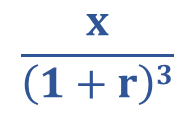 x
(1 + r)³